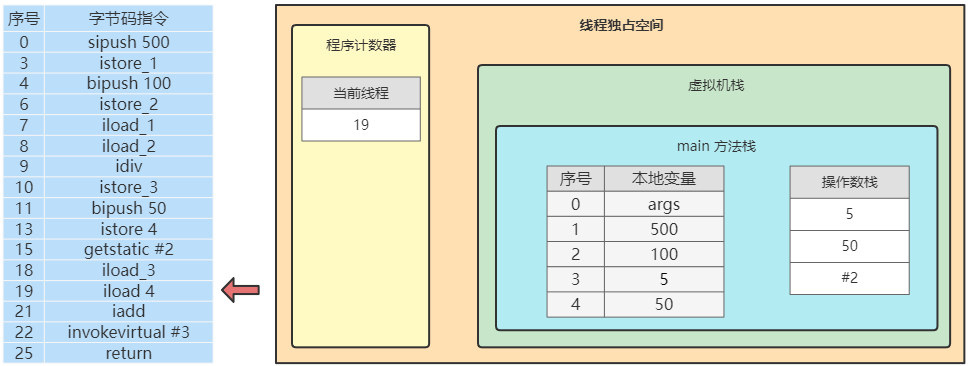 序号 字节码指令
0 sipush 500
3 istore_1
4 bipush 100
6 istore_2
7 iload_1
8 iload_2
9 idiv
10 istore_3
11 bipush 50
13 istore 4
15 getstatic #2
18 iload_3
19 iload 4
21 iadd
22 invokevirtual #3
25 return
线程独占空间
程序计数器
当前线程
19
虚拟机栈
main 方法栈
序号 本地变量
0 args
1 500
2 100
3 5
4 50
操作数栈
5
50
#2